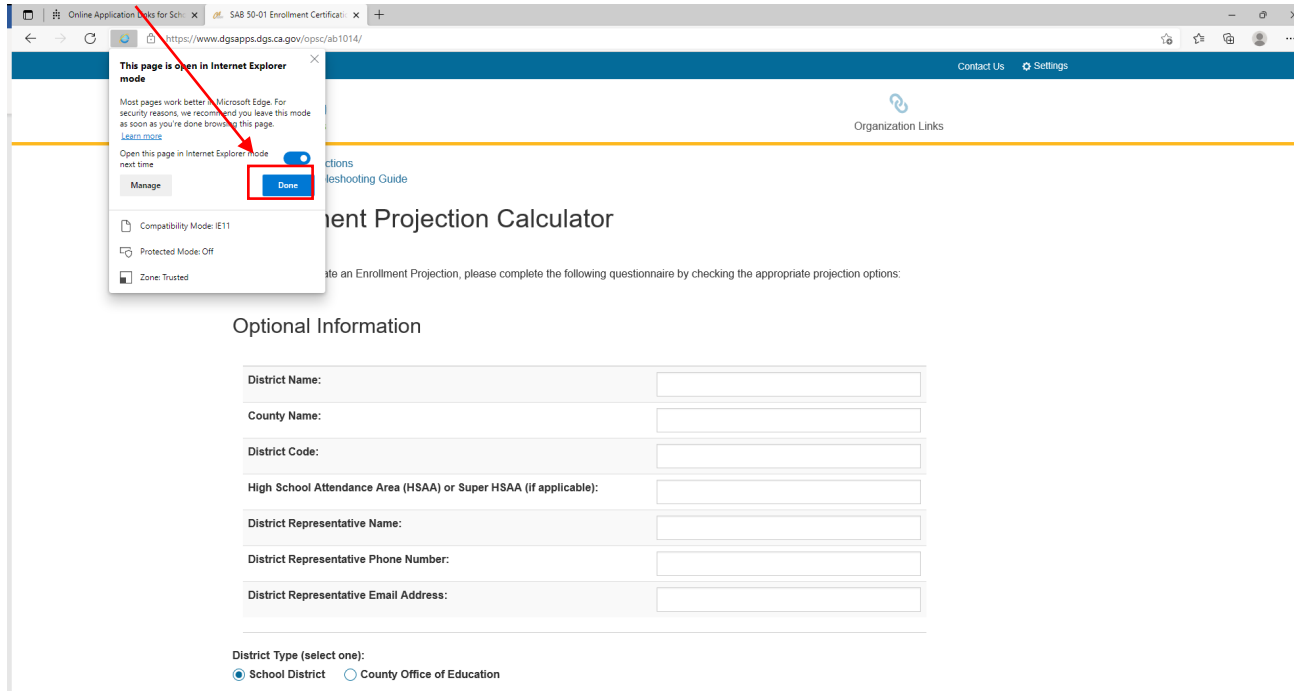 Online Application Links for Scho
SAB 50-01 Enrollment Certificatio
https://www.dgsapps.dgs.ca.gov/opsc/ab1014/
This page is open in Internet Explorer
mode
Most pages work better in Microsoft Edge. For
security reasons, we recommend you leave this mode
as soon as you're done browsing this page.
Learn more
Open this page in Internet Explorer mode
next time
Manage
Done
Compatibility Mode: IE11
Protected Mode: Off
Zone: Trusted
Contact Us
Settings
Organization Links
ctions
leshooting Guide
ent Projection Calculator
ate an Enrollment Projection, please complete the following questionnaire by checking the appropriate projection options:
Optional Information
District Name:
County Name:
District Code:
High School Attendance Area (HSAA) or Super HSAA (if applicable):
District Representative Name:
District Representative Phone Number:
District Representative Email Address:
District Type (select one):
School District
County Office of Education